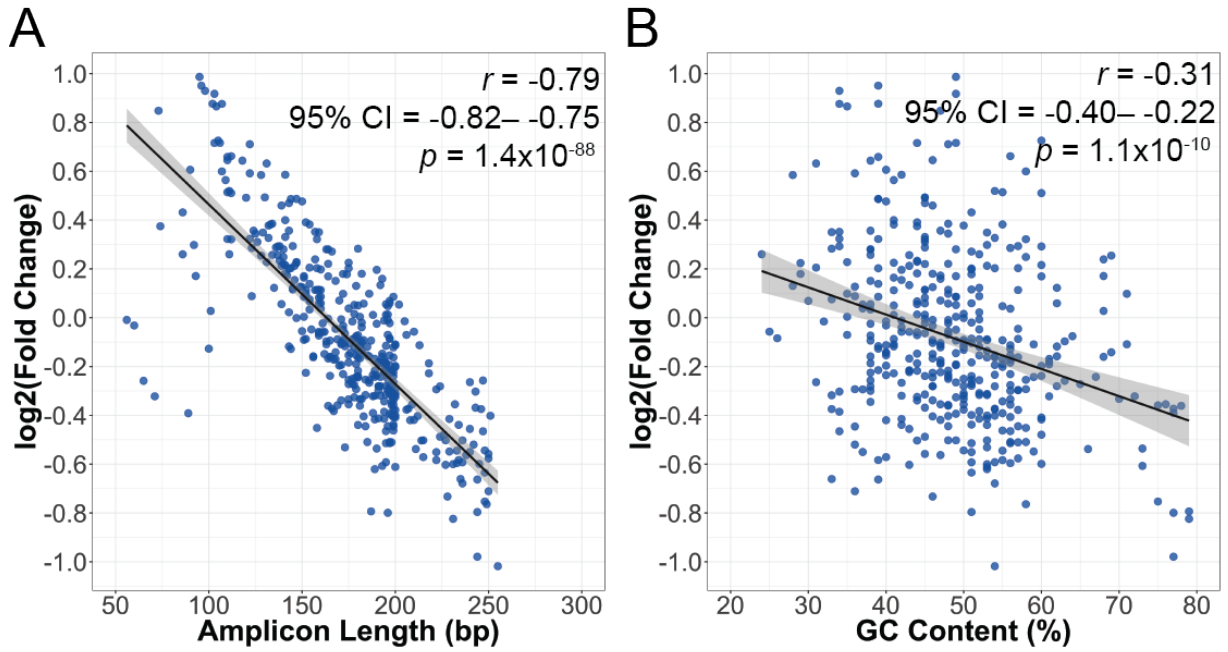 A
r = -0.79
95% CI = -0.82– -0.75
p = 1.4x10-88
1.0
0.8
0.6
0.4
0.2
0.0
-0.2
-0.4
-0.6
-0.8
-1.0
log2(Fold Change)
50 100 150 200 250 300
Amplicon Length (bp)
B
r = -0.31
95% CI = -0.40– -0.22
p = 1.1x10-10
1.0
0.8
0.6
0.4
0.2
0.0
-0.2
-0.4
-0.6
-0.8
-1.0
log2(Fold Change)
20 30 40 50 60 70 80
GC Content (%)